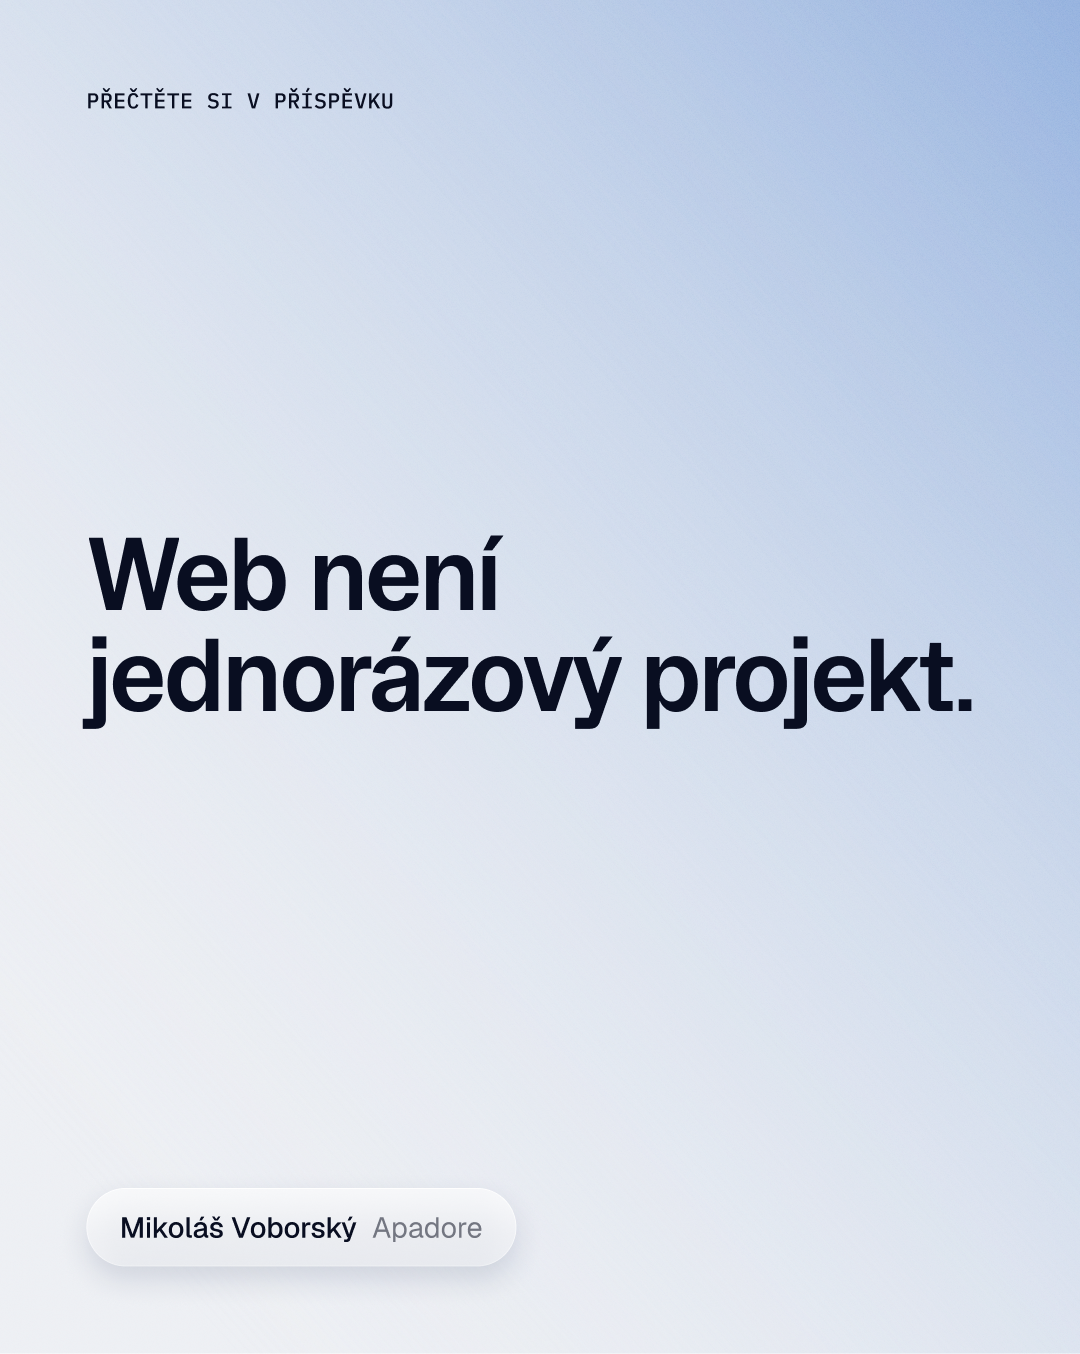 PŘEČTĚTE SI V PŘÍSPĚVKU
Web není
jednorázový projekt.
Mikoláš Voborský Apadore